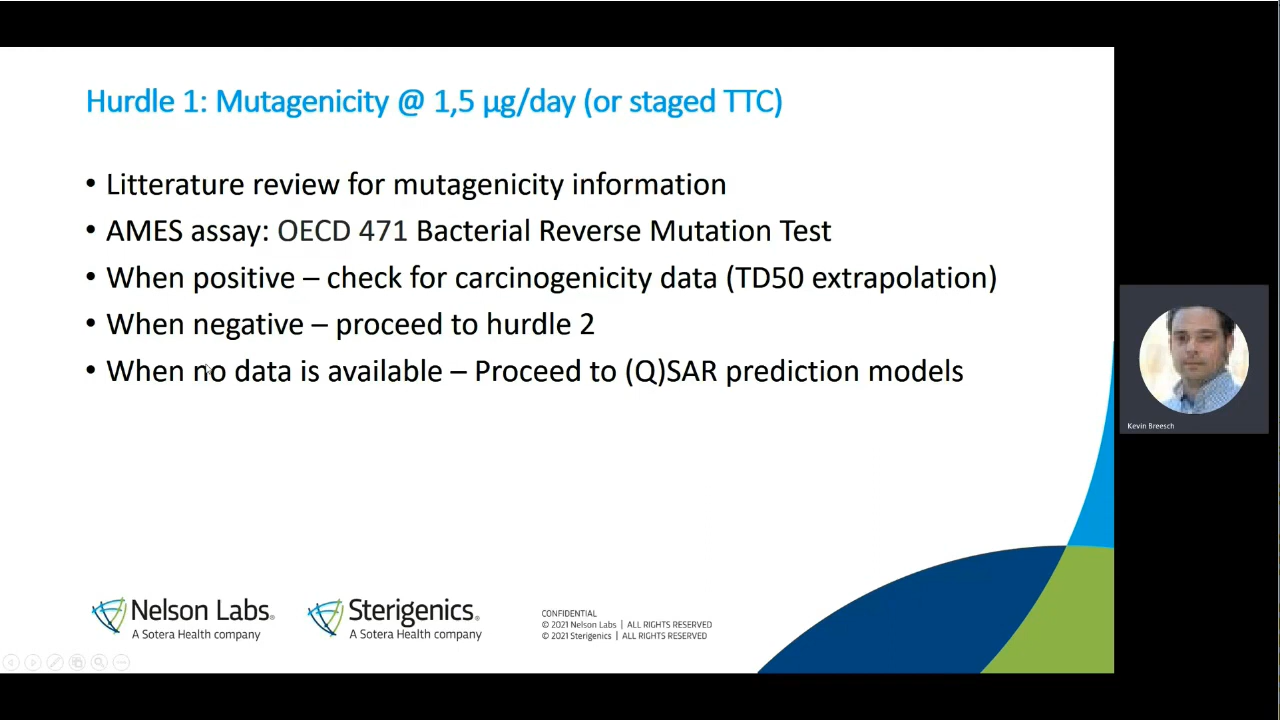 Hurdle 1: Mutagenicity @ 1,5 µg/day (or staged TTC)
• Litterature review for mutagenicity information
• AMES assay: OECD 471 Bacterial Reverse Mutation Test
• When positive – check for carcinogenicity data (TD50 extrapolation)
• When negative – proceed to hurdle 2
• When no data is available – Proceed to (Q)SAR prediction models
Kevin Breesch
Nelson Labs®
A Sotera Health company
Sterigenics®
A Sotera Health company
CONFIDENTIAL
© 2021 Nelson Labs | ALL RIGHTS RESERVED
© 2021 Sterigenics | ALL RIGHTS RESERVED